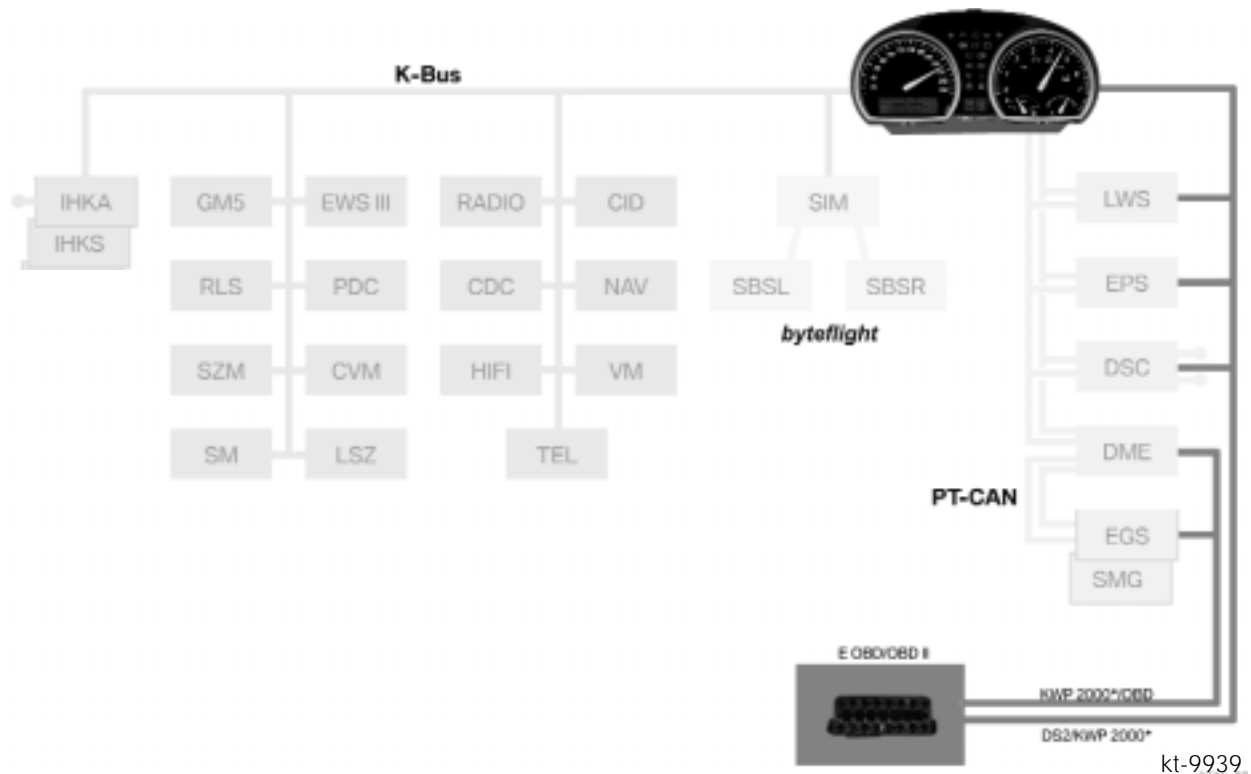 K-Bus
IHKA
IHKS
GM5
EWS III
RADIO
CID
SIM
LWS
RLS
PDC
CDC
NAV
SBSL
SBSR
EPS
byteflight
SZM
CVM
HIFI
VM
DSC
SM
LSZ
TEL
DME
PT-CAN
EGS
SMG
E OBD/OBD II
KWP 2000*/OBD
DS2/KWP 2000*
kt-9939